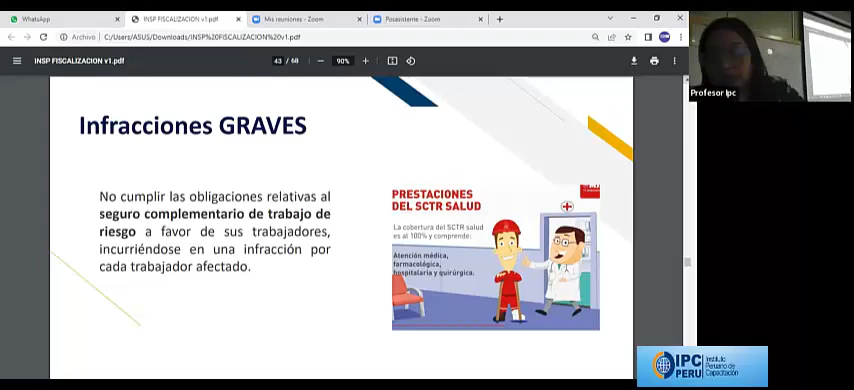 WhatsApp
INSP FISCALIZACION v1.pdf
Mis reuniones - Zoom
Posasistente - Zoom
Archivo
C:/Users/ASUS/Downloads/INSP%20FISCALIZACION%20v1.pdf
INSP FISCALIZACION v1.pdf
43 / 68
90%
Profesor Ipc
Infracciones GRAVES
No cumplir las obligaciones relativas al
seguro complementario de trabajo de
riesgo a favor de sus trabajadores,
incurriéndose en una infracción por
cada trabajador afectado.
PRESTACIONES
DEL SCTR SALUD
La cobertura del SCTR salud
es al 100% y comprende:
Atención médica,
farmacológica,
hospitalaria y quirúrgica.
IPC
PERU
Instituto
Peruano de
Capacitación